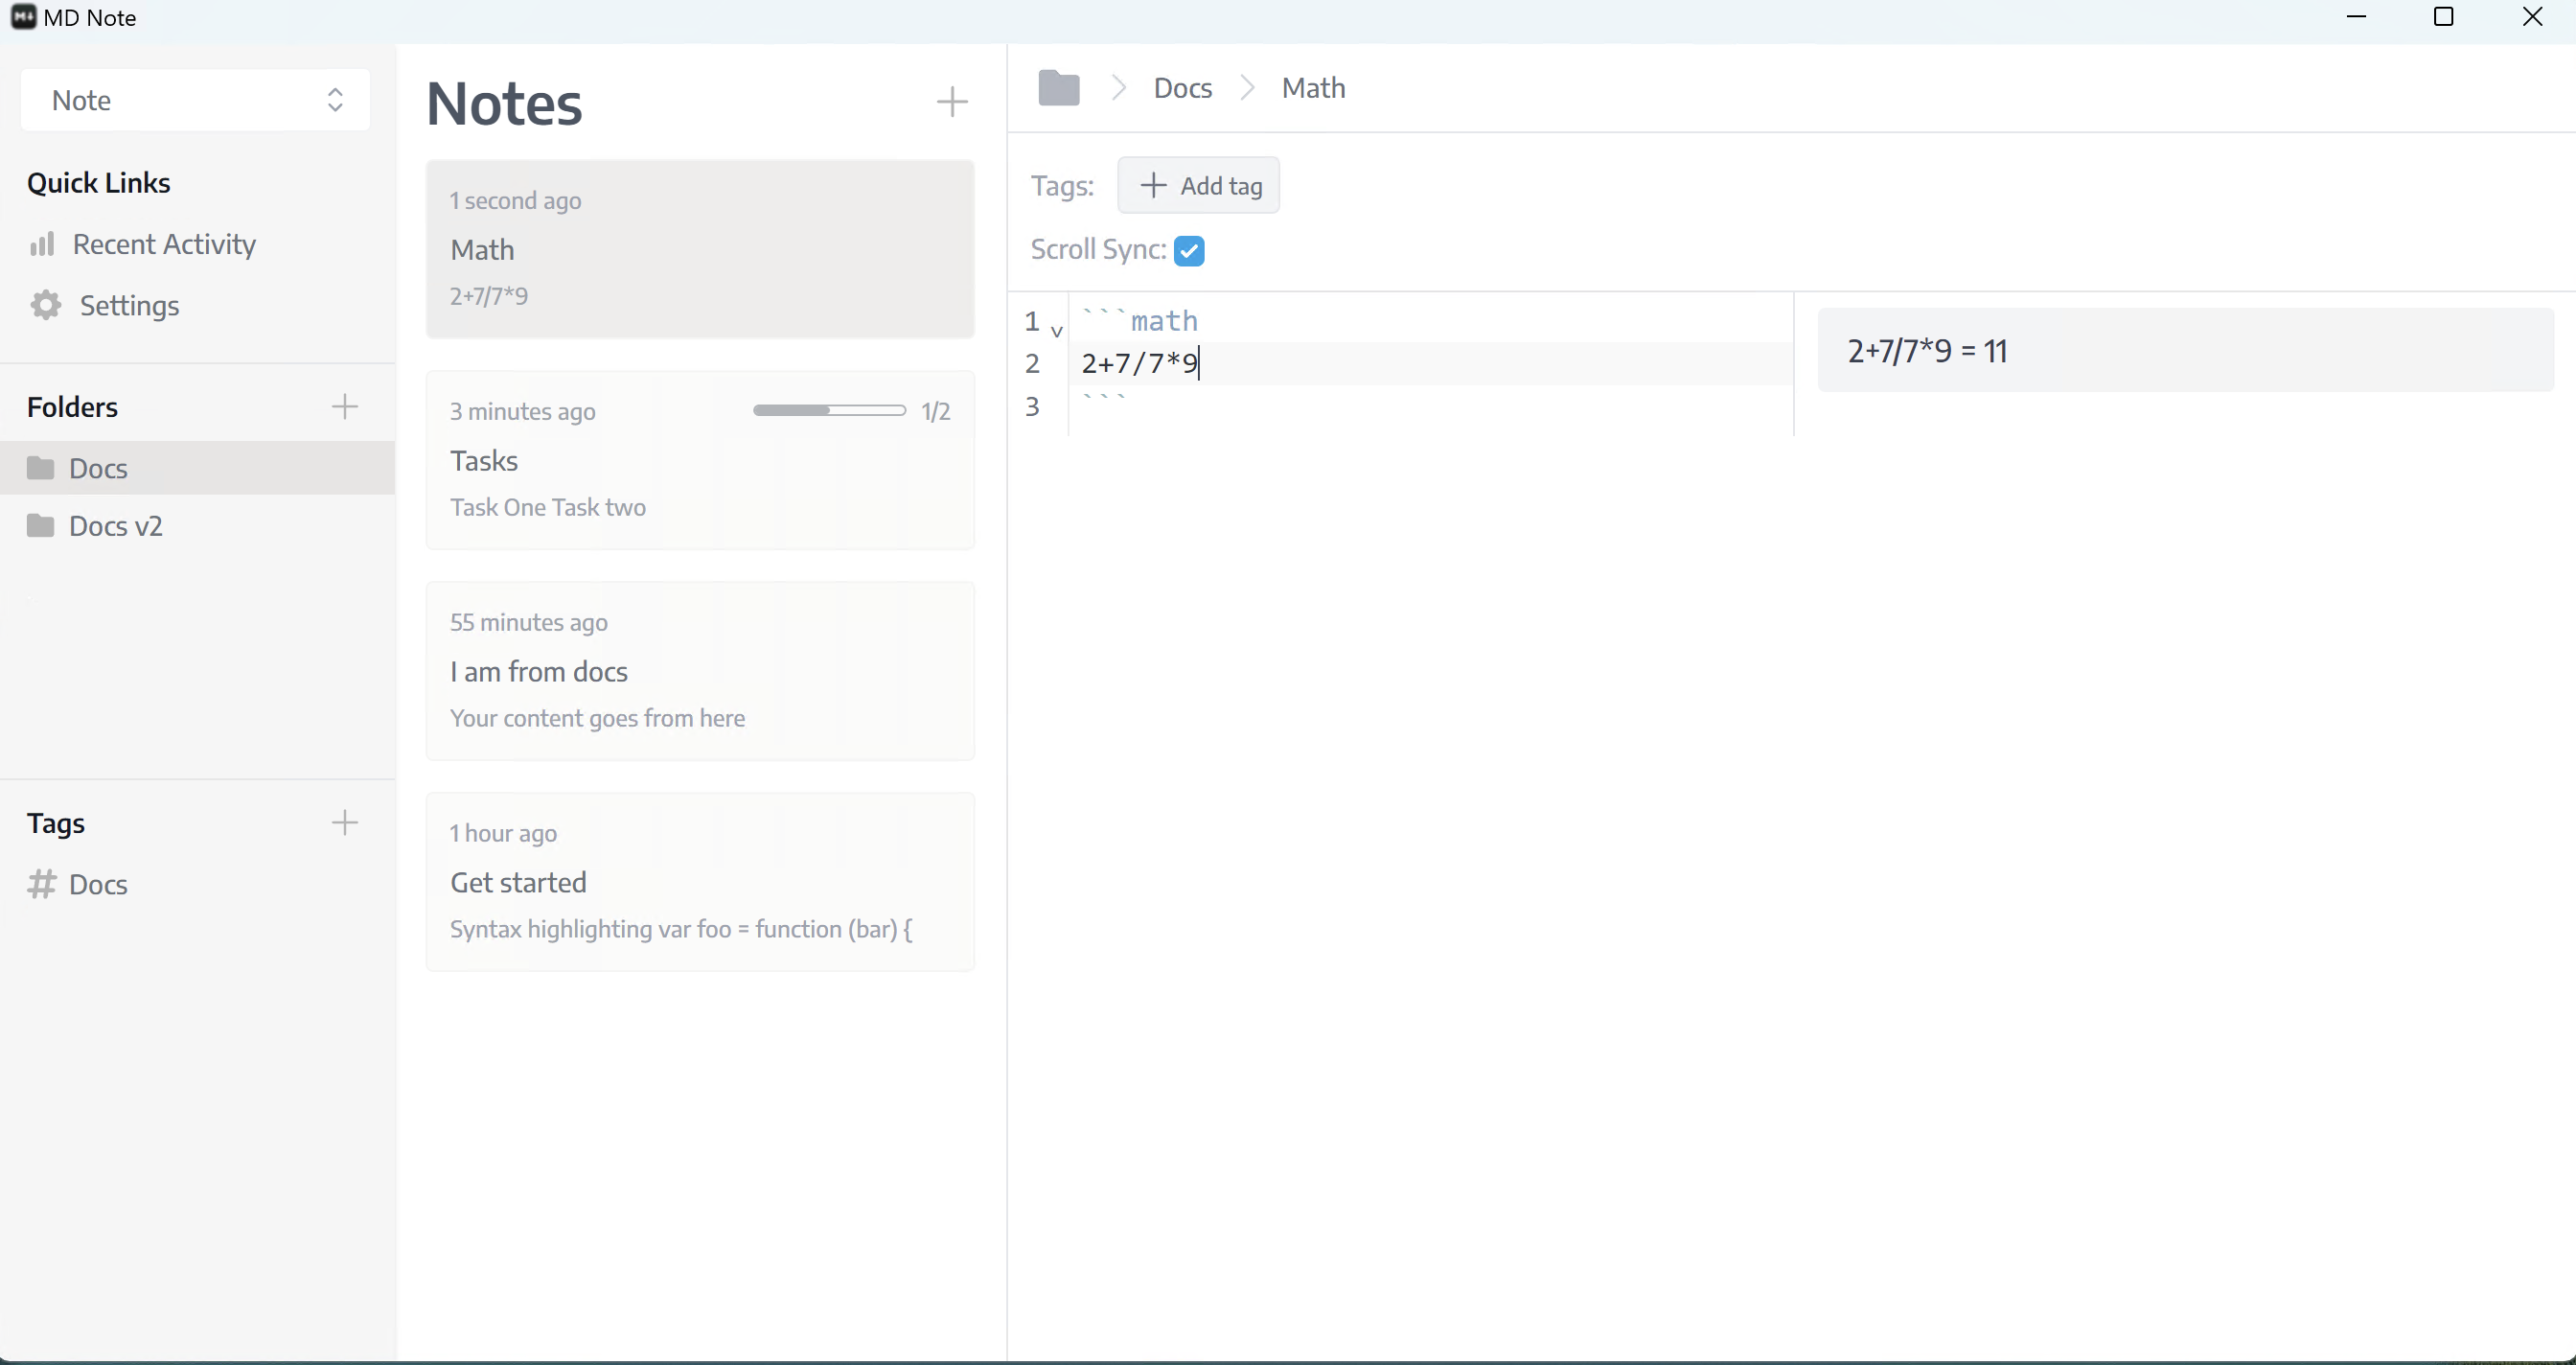 MD Note
Note
Quick Links
Recent Activity
Settings
Folders
Docs
Docs v2
Tags
# Docs
Notes
1 second ago
Math
2+7/7*9
3 minutes ago 1/2
Tasks
Task One Task two
55 minutes ago
I am from docs
Your content goes from here
1 hour ago
Get started
Syntax highlighting var foo = function (bar) {
Docs > Math
Tags: + Add tag
Scroll Sync:
1 ```math
2 2+7/7*9
3 ```
2+7/7*9 = 11